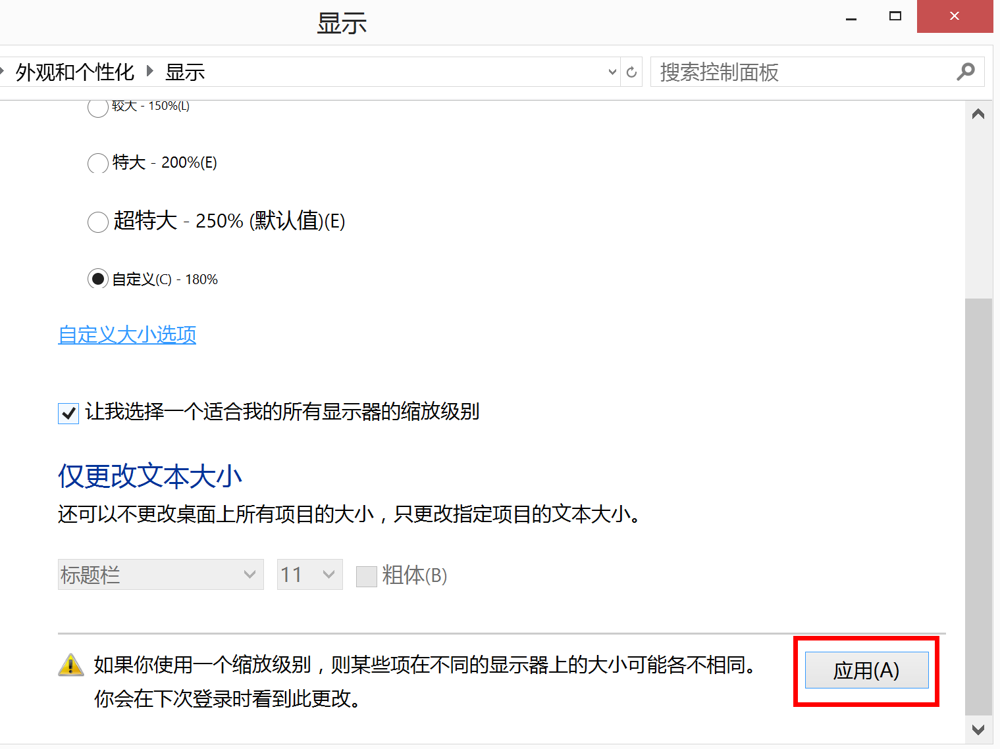 显示
外观和个性化 显示
搜索控制面板
较大 - 150%(L)
特大 - 200%(E)
超特大 - 250% (默认值)(E)
自定义(C) - 180%
自定义大小选项
让我选择一个适合我的所有显示器的缩放级别
仅更改文本大小
还可以不更改桌面上所有项目的大小，只更改指定项目的文本大小。
标题栏 11 粗体(B)
如果你使用一个缩放级别，则某些项在不同的显示器上的大小可能各不相同。
你会在下次登录时看到此更改。
应用(A)